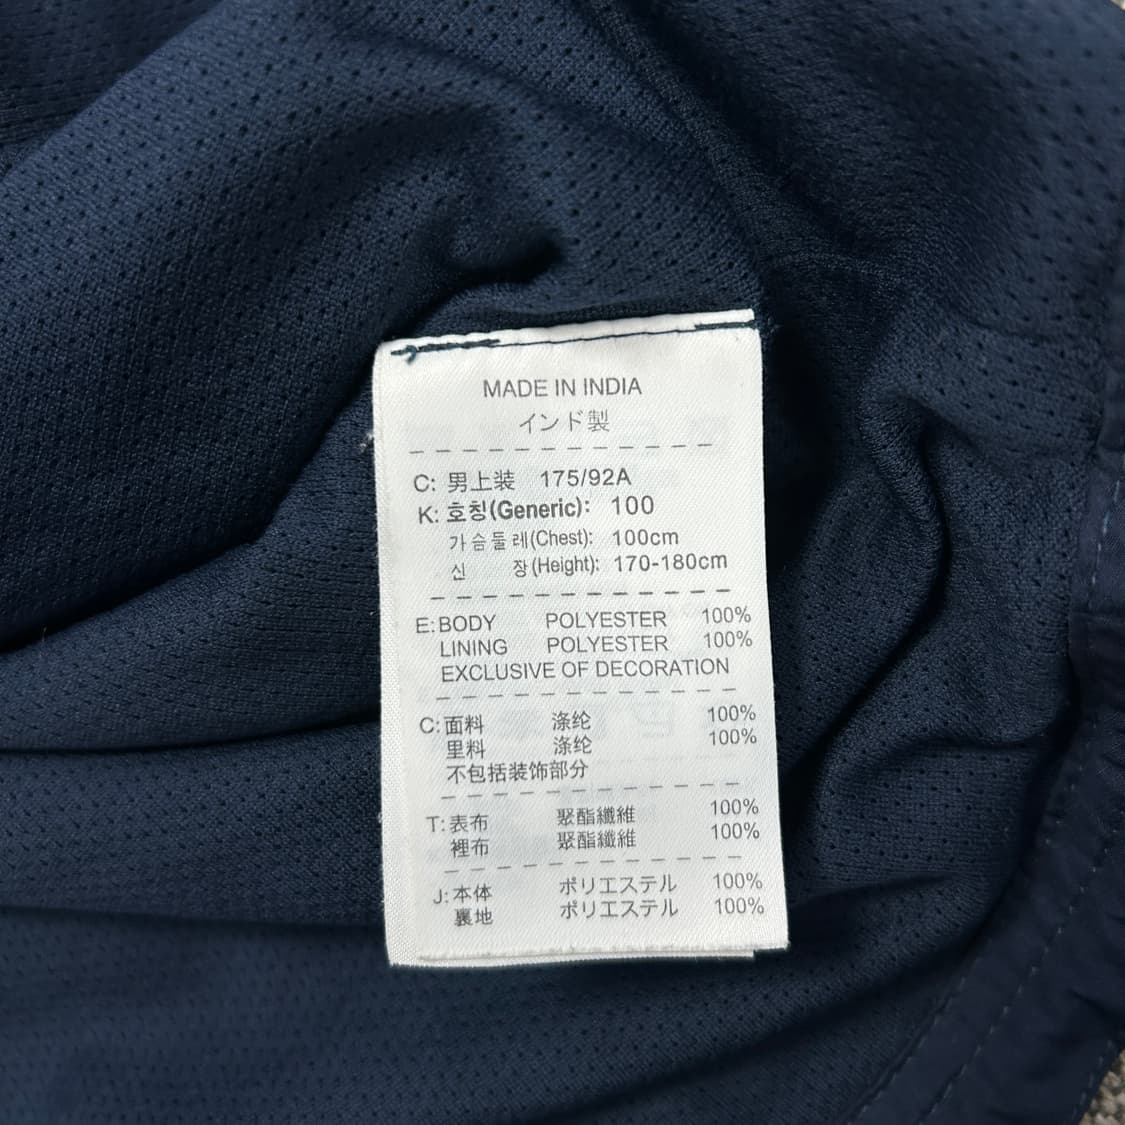 MADE IN INDIA
インド製
C: 男上装 175/92A
K: 호칭(Generic): 100
가슴둘레(Chest): 100cm
신 장(Height): 170-180cm
E: BODY POLYESTER 100%
LINING POLYESTER 100%
EXCLUSIVE OF DECORATION
C: 面料 涤纶 100%
里料 涤纶 100%
不包括装饰部分
T: 表布 聚酯纖維 100%
裡布 聚酯纖維 100%
J: 本体 ポリエステル 100%
裏地 ポリエステル 100%